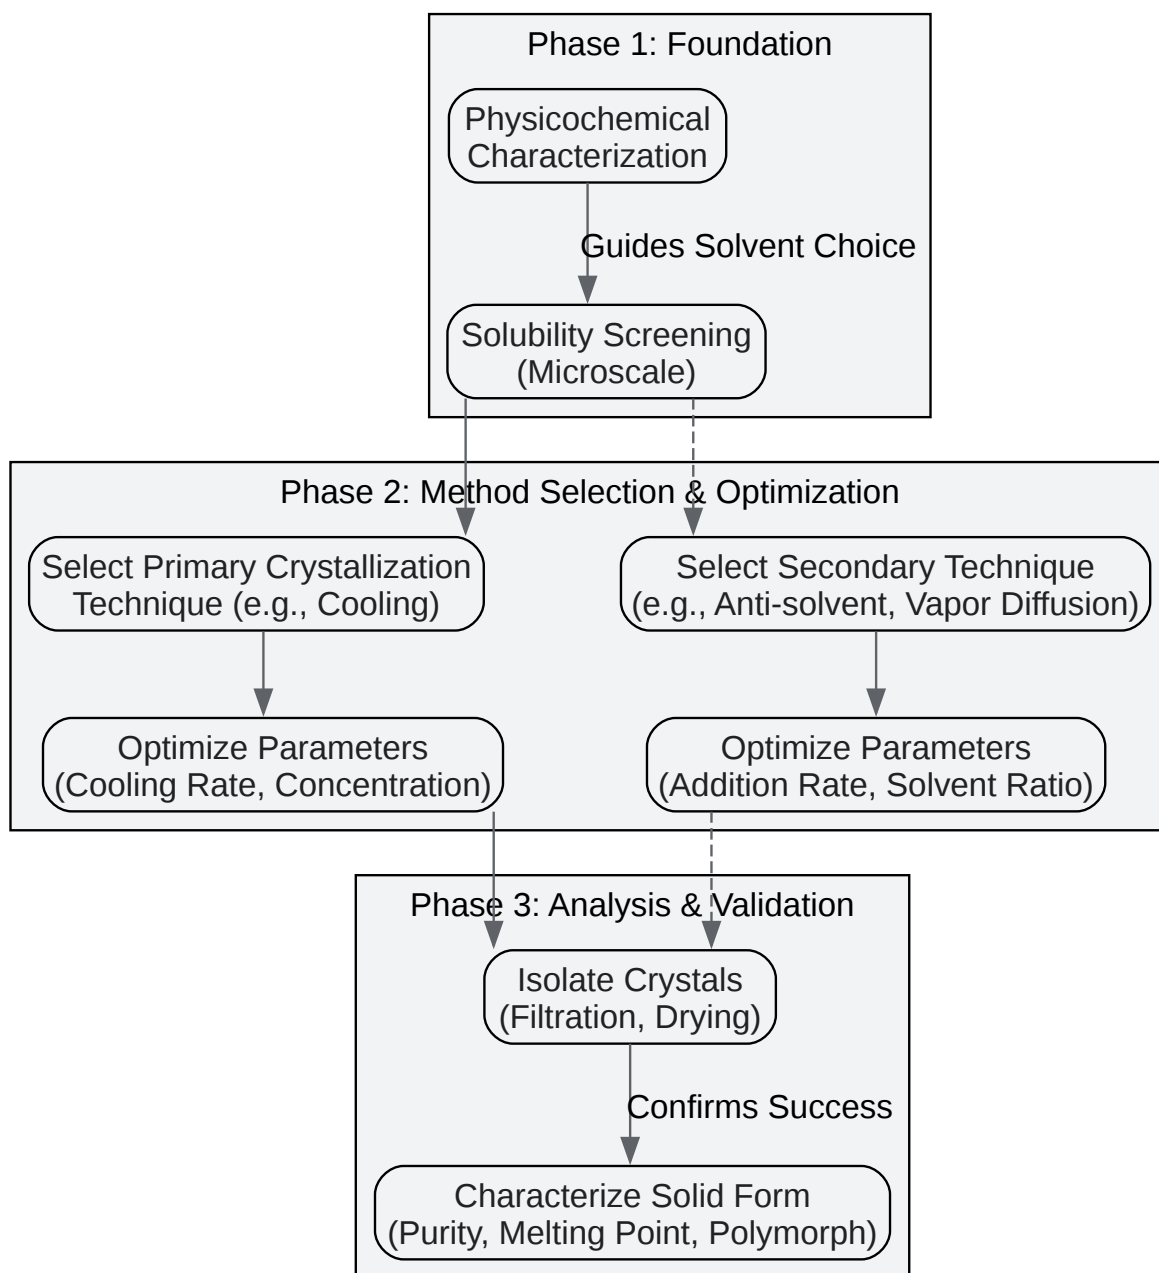 Phase 1: Foundation
Physicochemical
Characterization
Guides Solvent Choice
Solubility Screening
(Microscale)
Phase 2: Method Selection & Optimization
Select Primary Crystallization
Technique (e.g., Cooling)
Select Secondary Technique
(e.g., Anti-solvent, Vapor Diffusion)
Optimize Parameters
(Cooling Rate, Concentration)
Optimize Parameters
(Addition Rate, Solvent Ratio)
Phase 3: Analysis & Validation
Isolate Crystals
(Filtration, Drying)
Confirms Success
Characterize Solid Form
(Purity, Melting Point, Polymorph)